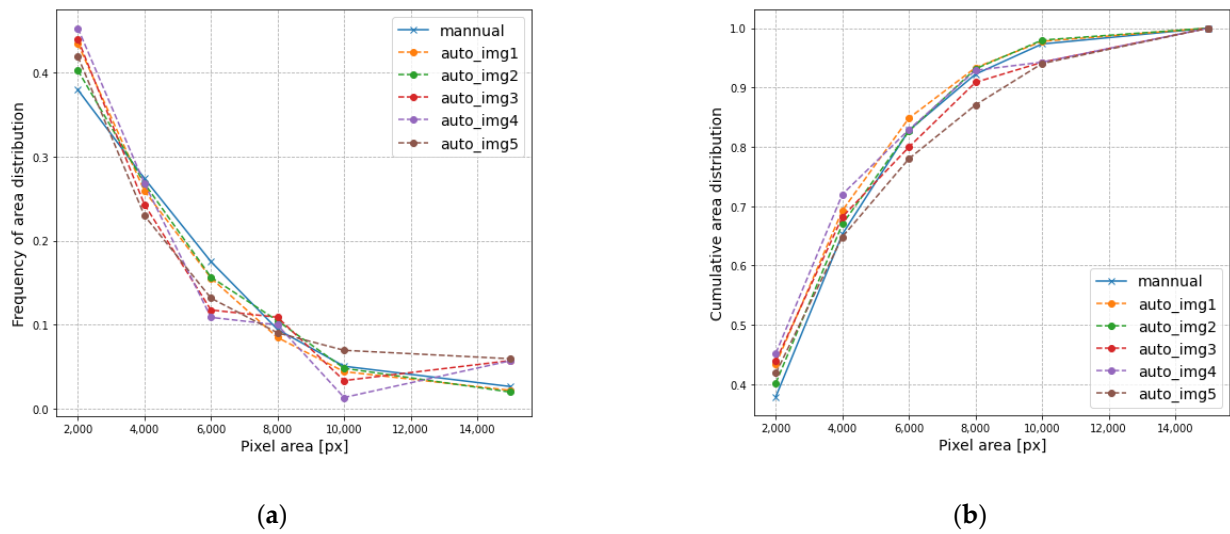 Frequency of area distribution
0.4
0.3
0.2
0.1
0.0
mannual
auto_img1
auto_img2
auto_img3
auto_img4
auto_img5
2,000 4,000 6,000 8,000 10,000 12,000 14,000
Pixel area [px]
(a)
Cumulative area distribution
1.0
0.9
0.8
0.7
0.6
0.5
0.4
mannual
auto_img1
auto_img2
auto_img3
auto_img4
auto_img5
2,000 4,000 6,000 8,000 10,000 12,000 14,000
Pixel area [px]
(b)